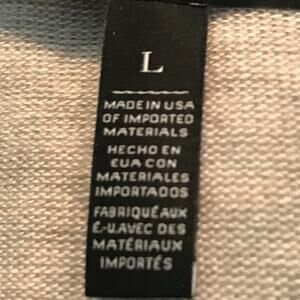 L
MADE IN USA
OF IMPORTED
MATERIALS
HECHO EN
EUA CON
MATERIALES
IMPORTADOS
FABRIQUÉ AUX
É.-U.AVEC DES
MATÉRIAUX
IMPORTÉS